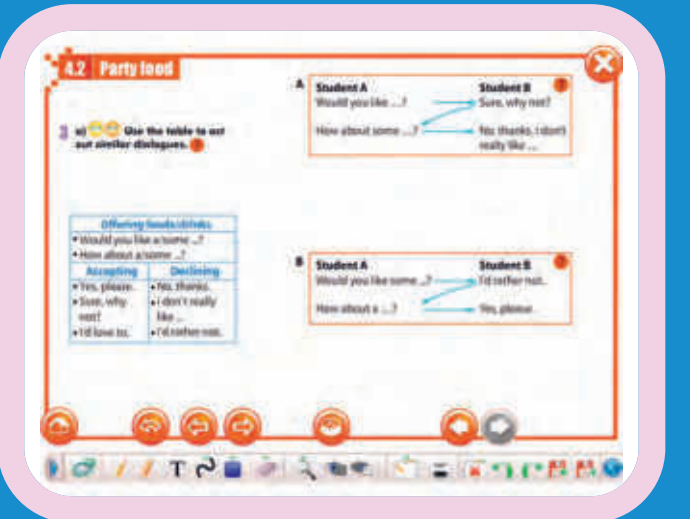 4.2 Party food
3 a) Use the table to act
out similar dialogues. ?
Offering foods/drinks
• Would you like a/some ...?
• How about a/some ...?
Accepting Declining
• Yes, please. • No, thanks.
• Sure, why • I don't really
not? like ...
• I'd love to. • I'd rather not.
A Student A Student B ?
Would you like ...? Sure, why not?
How about some ...? No, thanks, I don't
really like ...
B Student A Student B ?
Would you like some ...? I'd rather not.
How about a ...? Yes, please.
T